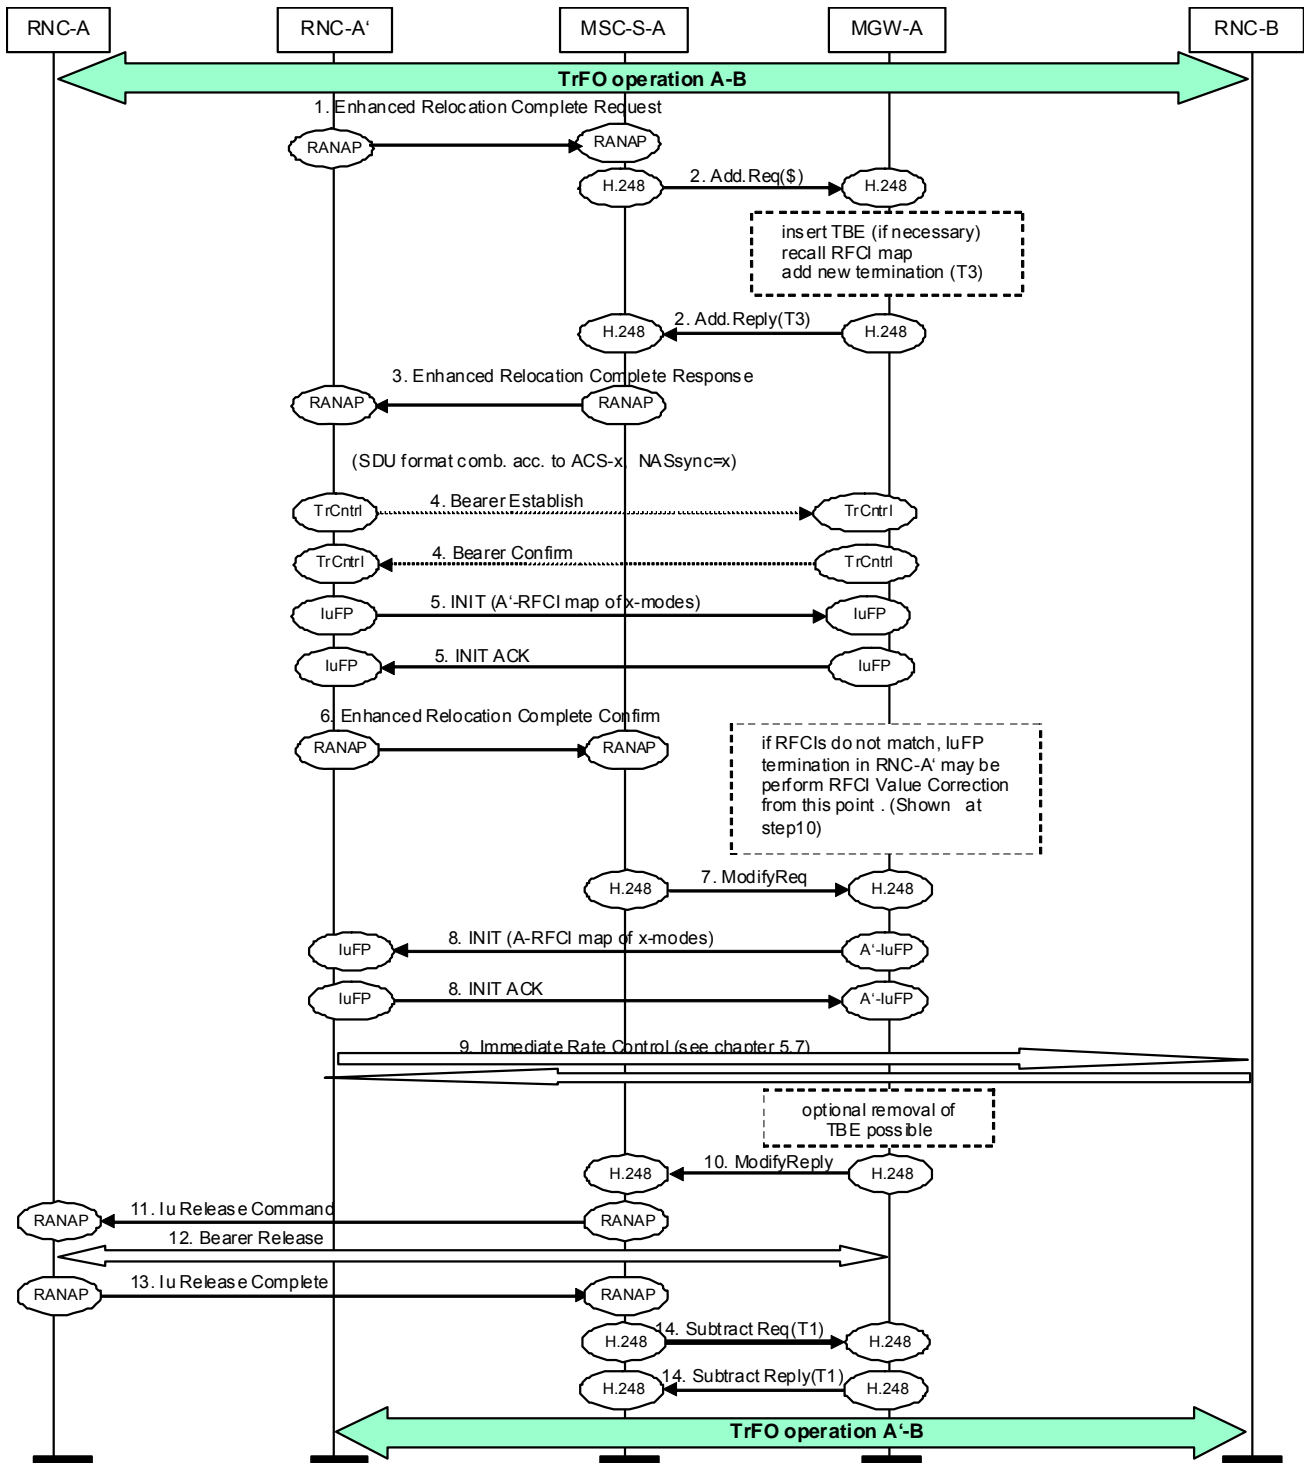 RNC-A
RNC-A'
MSC-S-A
MGW-A
RNC-B
TrFO operation A-B
1. Enhanced Relocation Complete Request
RANAP
RANAP
H.248
2. Add.Req($)
H.248
insert TBE (if necessary)
recall RFCI map
add new termination (T3)
H.248
2. Add.Reply(T3)
H.248
3. Enhanced Relocation Complete Response
RANAP
RANAP
(SDU format comb. acc. to ACS-x, NASsync=x)
TrCntrl
4. Bearer Establish
TrCntrl
TrCntrl
4. Bearer Confirm
TrCntrl
IuFP
5. INIT (A'-RFCI map of x-modes)
IuFP
IuFP
5. INIT ACK
IuFP
6. Enhanced Relocation Complete Confirm
RANAP
RANAP
if RFCIs do not match, IuFP
termination in RNC-A' may be
perform RFCI Value Correction
from this point . (Shown at
step10)
H.248
7. ModifyReq
H.248
IuFP
8. INIT (A-RFCI map of x-modes)
A'-IuFP
IuFP
8. INIT ACK
A'-IuFP
9. Immediate Rate Control (see chapter 5.7)
optional removal of
TBE possible
H.248
10. ModifyReply
H.248
RANAP
11. Iu Release Command
RANAP
12. Bearer Release
RANAP
13. Iu Release Complete
RANAP
H.248
14. Subtract Req(T1)
H.248
H.248
14. Subtract Reply(T1)
H.248
TrFO operation A'-B